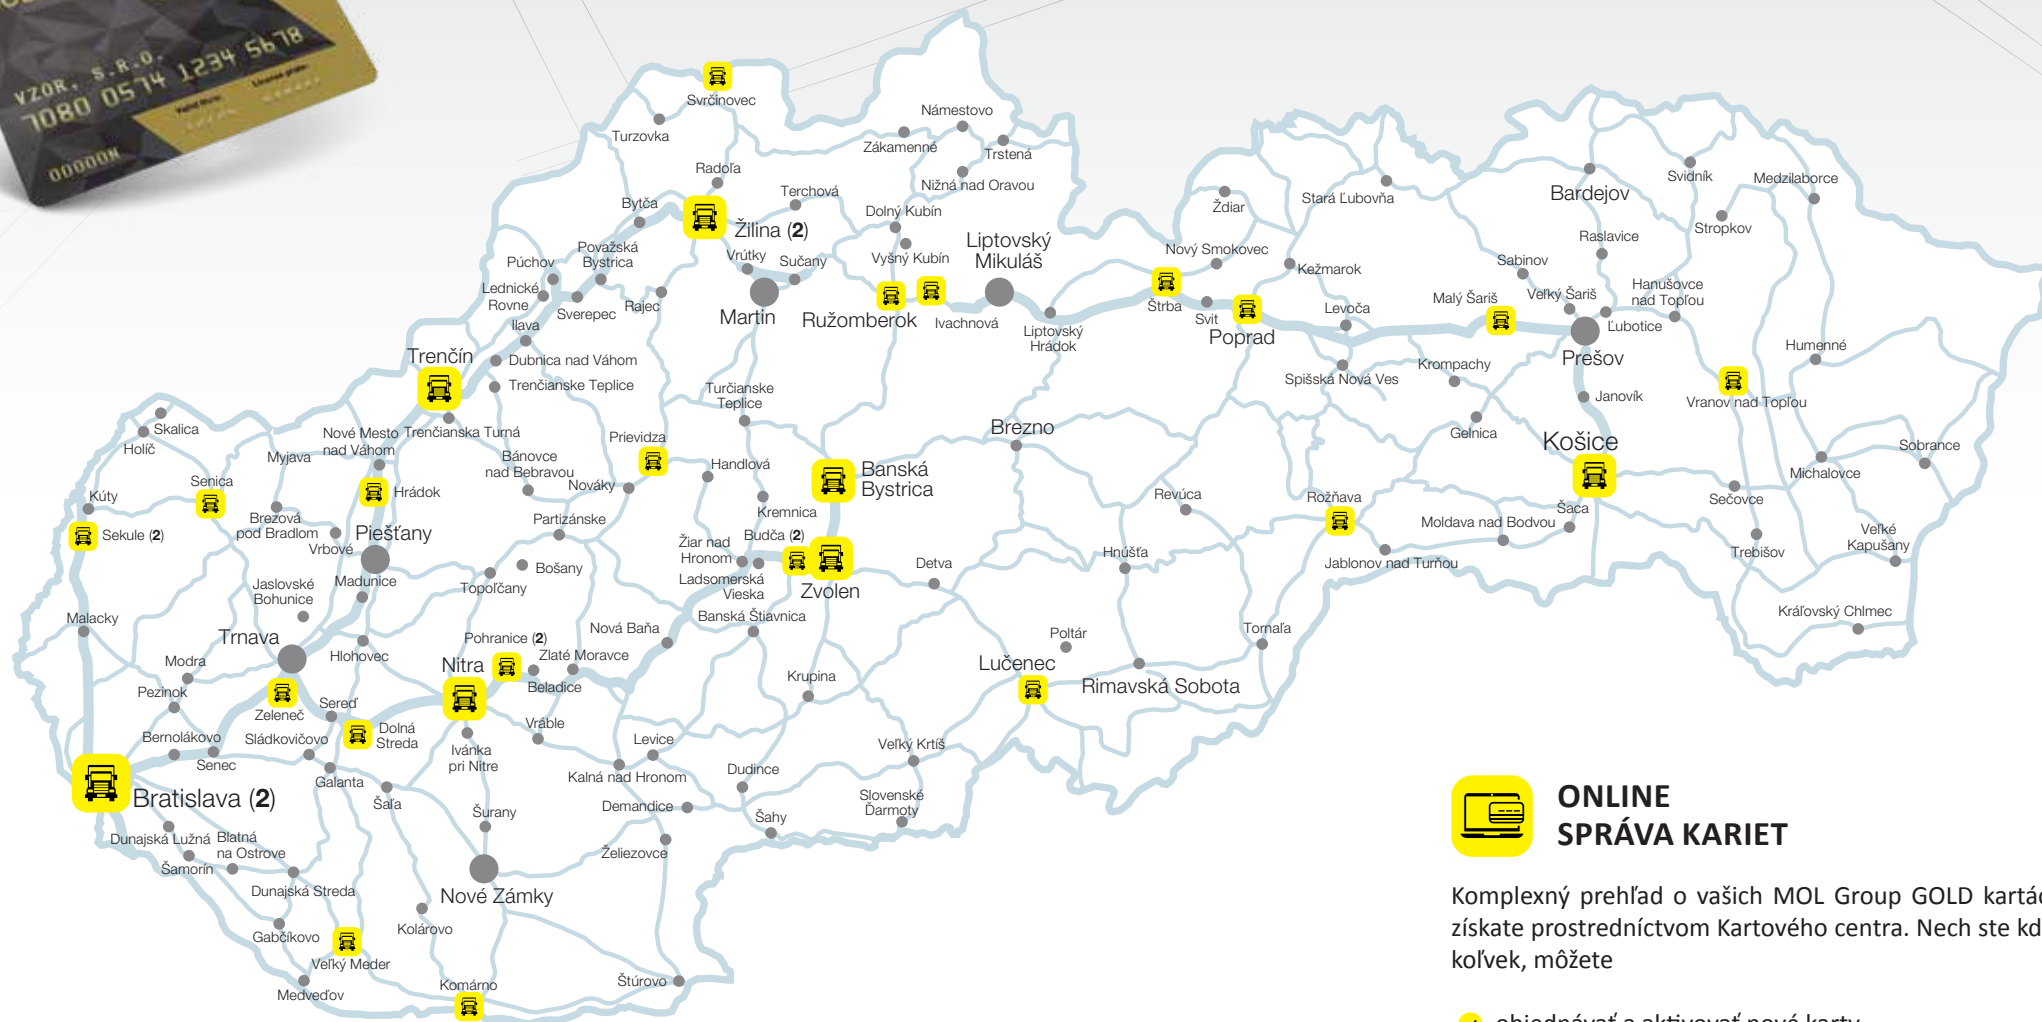 VZOR, S.R.O.
7080 0574 1234 5678
00000N
Svrčinovec
Turzovka
Námestovo
Zákamenné
Trstená
Radoľa
Nižná nad Oravou
Terchová
Bytča
Dolný Kubín
Žilina (2)
Ždiar
Stará Ľubovňa
Bardejov
Svidník
Medzilaborce
Stropkov
Považská
Bystrica
Vrútky
Sučany
Vyšný Kubín
Liptovský
Mikuláš
Nový Smokovec
Raslavice
Púchov
Lednické
Rovne
Kežmarok
Sabinov
Hanušovce
nad Topľou
Sverepec
Rajec
Malý Šariš
Veľký Šariš
Ilava
Martin
Ružomberok
Ivachnová
Liptovský
Hrádok
Štrba
Svit
Poprad
Levoča
Ľubotice
Prešov
Humenné
Trenčín
Dubnica nad Váhom
Trenčianske Teplice
Turčianske
Teplice
Spišská Nová Ves
Krompachy
Janovík
Vranov nad Topľou
Skalica
Holíč
Myjava
Nové Mesto
nad Váhom
Trenčianska Turná
Prievidza
Brezno
Gelnica
Košice
Sobrance
Bánovce
nad Bebravou
Handlová
Banská
Bystrica
Michalovce
Senica
Kúty
Hrádok
Nováky
Revúca
Rožňava
Sečovce
Kremnica
Šaca
Sekule (2)
Brezová
pod Bradlom
Vrbové
Piešťany
Partizánske
Žiar nad
Hronom
Budča (2)
Moldava nad Bodvou
Veľké
Kapušany
Trebišov
Hnúšťa
Jablonov nad Turňou
Jaslovské
Bohunice
Madunice
Topoľčany
Bošany
Ladsomerská
Vieska
Zvolen
Detva
Malacky
Banská Štiavnica
Kráľovský Chlmec
Trnava
Pohranice (2)
Nová Baňa
Poltár
Tornaľa
Modra
Hlohovec
Nitra
Zlaté Moravce
Lučenec
Rimavská Sobota
Pezinok
Beladice
Krupina
Zeleneč
Sereď
Dolná
Streda
Vráble
Bernolákovo
Sládkovičovo
Ivánka
pri Nitre
Levice
Veľký Krtíš
Senec
Galanta
Kalná nad Hronom
Dudince
Bratislava (2)
Šaľa
Demandice
Slovenské
Ďarmoty
Šurany
Šahy
Dunajská Lužná
Blatná
na Ostrove
Želiezovce
Šamorín
Dunajská Streda
Nové Zámky
Gabčíkovo
Kolárovo
Veľký Meder
Medveďov
Komárno
Štúrovo
ONLINE
SPRÁVA KARIET
Komplexný prehľad o vašich MOL Group GOLD kartác
získate prostredníctvom Kartového centra. Nech ste kd
koľvek, môžete
objednávať a aktivovať nové karty